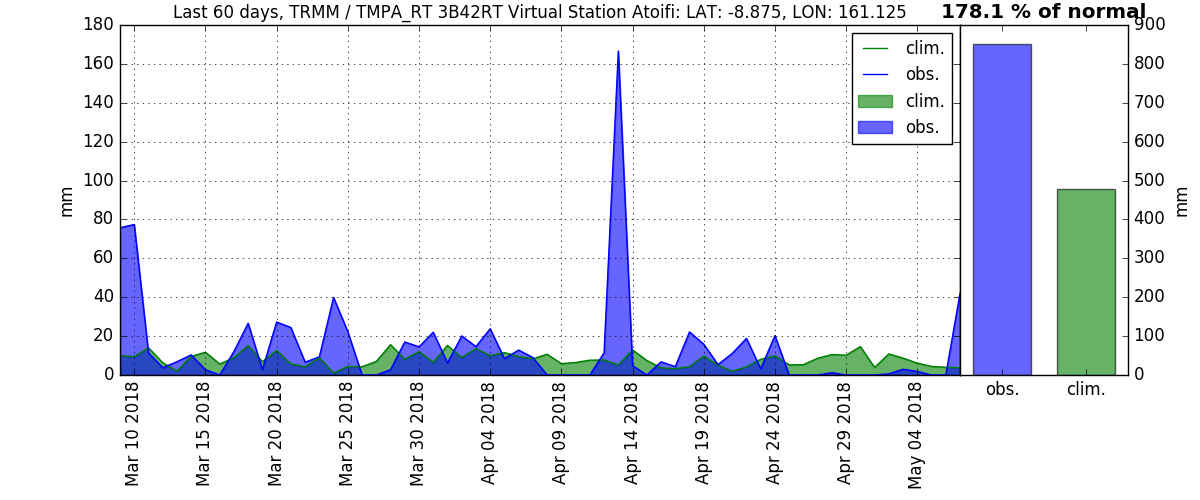 Last 60 days, TRMM / TMPA_RT 3B42RT Virtual Station Atoifi: LAT: -8.875, LON: 161.125
178.1 % of normal
180
160
140
120
100
80
60
40
20
0
mm
clim.
obs.
clim.
obs.
Mar 10 2018
Mar 15 2018
Mar 20 2018
Mar 25 2018
Mar 30 2018
Apr 04 2018
Apr 09 2018
Apr 14 2018
Apr 19 2018
Apr 24 2018
Apr 29 2018
May 04 2018
900
800
700
600
500
400
300
200
100
0
mm
obs.
clim.